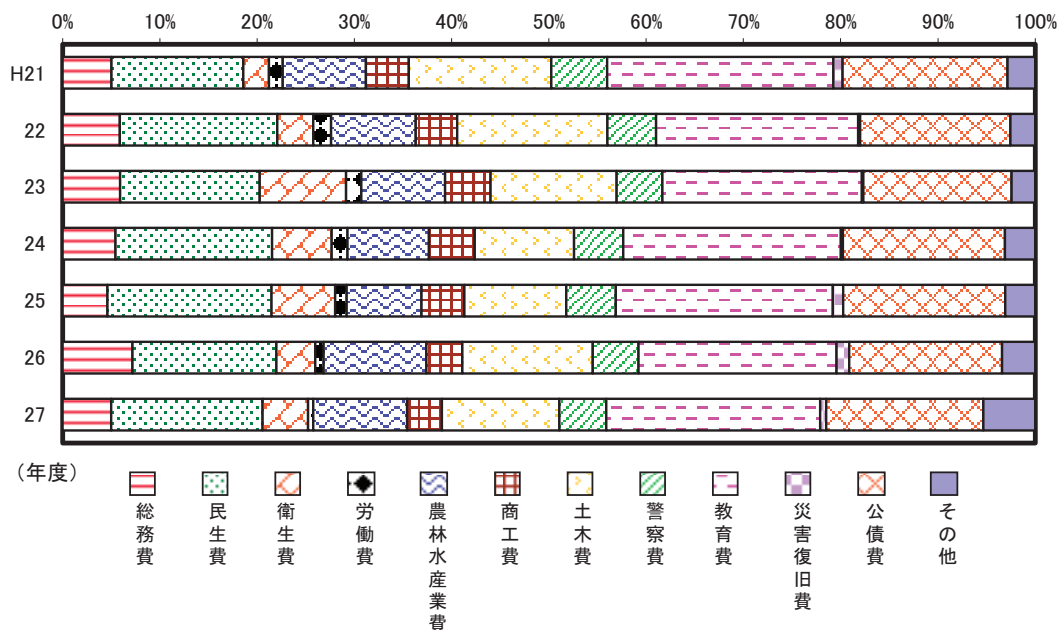 0% 10% 20% 30% 40% 50% 60% 70% 80% 90% 100%
H21
22
23
24
25
26
27
（年度）
総務費
民生費
衛生費
労働費
農林水産業費
商工費
土木費
警察費
教育費
災害復旧費
公債費
その他